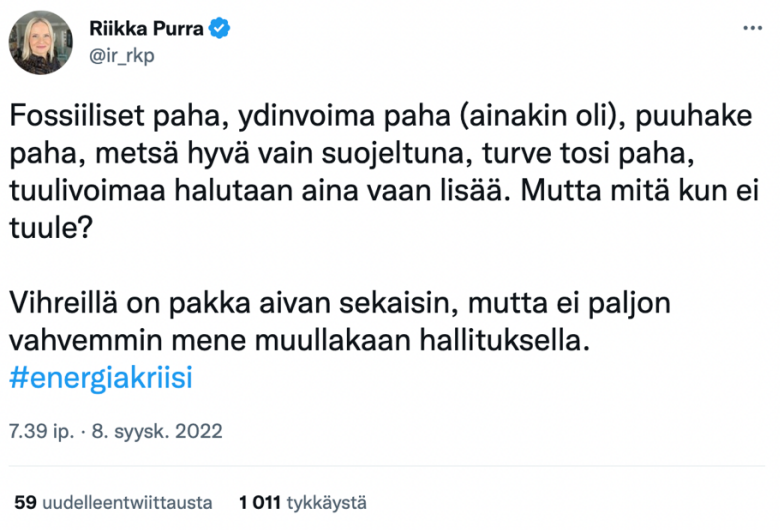 Riikka Purra
@ir_rkp
Fossiiliset paha, ydinvoima paha (ainakin oli), puuhake
paha, metsä hyvä vain suojeltuna, turve tosi paha,
tuulivoimaa halutaan aina vaan lisää. Mutta mitä kun ei
tuule?
Vihreillä on pakka aivan sekaisin, mutta ei paljon
vahvemmin mene muullakaan hallituksella.
#energiakriisi
7.39 ip. · 8. syysk. 2022
59 uudelleentwiittausta 1 011 tykkäystä